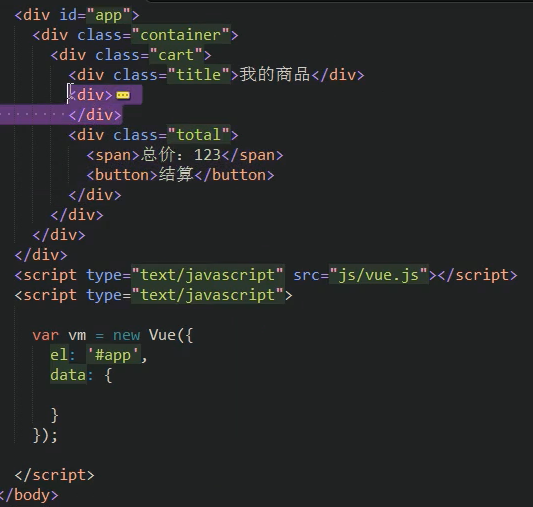 <div id="app">
<div class="container">
<div class="cart">
<div class="title">我的商品</div>
<div>
</div>
<div class="total">
<span>总价：123</span>
<button>结算</button>
</div>
</div>
</div>
</div>
<script type="text/javascript" src="js/vue.js"></script>
<script type="text/javascript">
var vm = new Vue({
el: '#app',
data: {
}
});
</script>
</body>